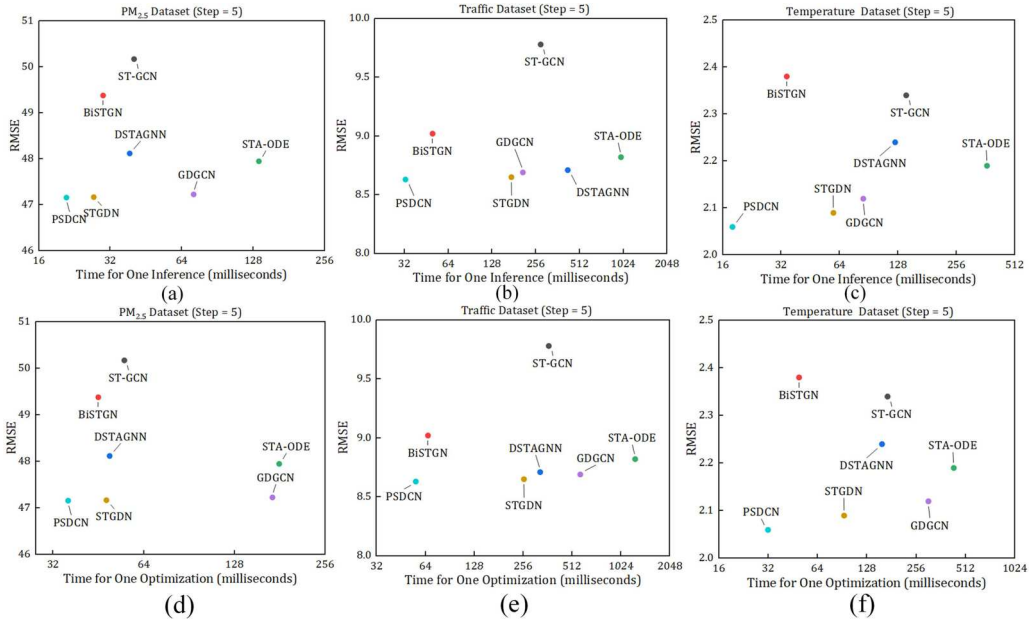 PM2.5 Dataset (Step = 5)
51
50
49
48
47
46
RMSE
ST-GCN
BiSTGN
DSTAGNN
STA-ODE
GDGCN
PSDCN
STGDN
16 32 64 128 256
Time for One Inference (milliseconds)
(a)
Traffic Dataset (Step = 5)
10.0
9.5
9.0
8.5
8.0
RMSE
ST-GCN
BiSTGN
GDGCN
STA-ODE
PSDCN
STGDN
DSTAGNN
32 64 128 256 512 1024 2048
Time for One Inference (milliseconds)
(b)
Temperature Dataset (Step = 5)
2.5
2.4
2.3
2.2
2.1
2.0
RMSE
BiSTGN
ST-GCN
DSTAGNN
STA-ODE
STGDN
PSDCN
GDGCN
16 32 64 128 256 512
Time for One Inference (milliseconds)
(c)
PM2.5 Dataset (Step = 5)
51
50
49
48
47
46
RMSE
ST-GCN
BiSTGN
DSTAGNN
STA-ODE
GDGCN
PSDCN
STGDN
32 64 128 256
Time for One Optimization (milliseconds)
(d)
Traffic Dataset (Step = 5)
10.0
9.5
9.0
8.5
8.0
RMSE
ST-GCN
BiSTGN
DSTAGNN
STA-ODE
GDGCN
PSDCN
STGDN
32 64 128 256 512 1024 2048
Time for One Optimization (milliseconds)
(e)
Temperature Dataset (Step = 5)
2.5
2.4
2.3
2.2
2.1
2.0
RMSE
BiSTGN
ST-GCN
STA-ODE
DSTAGNN
STGDN
PSDCN
GDGCN
16 32 64 128 256 512 1024
Time for One Optimization (milliseconds)
(f)